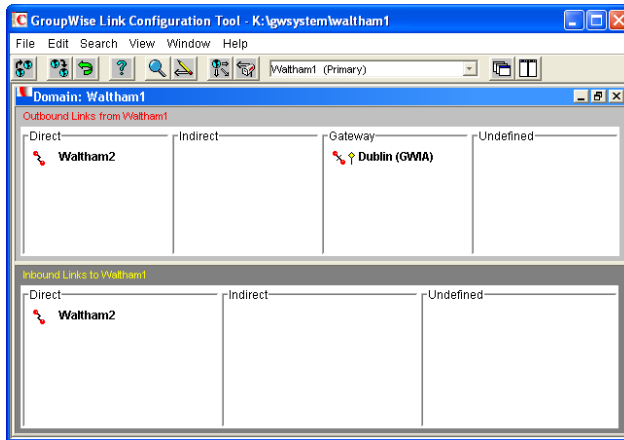 GroupWise Link Configuration Tool - K:\gwsystem\waltham1
File Edit Search View Window Help
Waltham1 (Primary)
Domain: Waltham1
Outbound Links from Waltham1
Direct Indirect Gateway Undefined
Waltham2 Dublin (GWIA)
Inbound Links to Waltham1
Direct Indirect Undefined
Waltham2